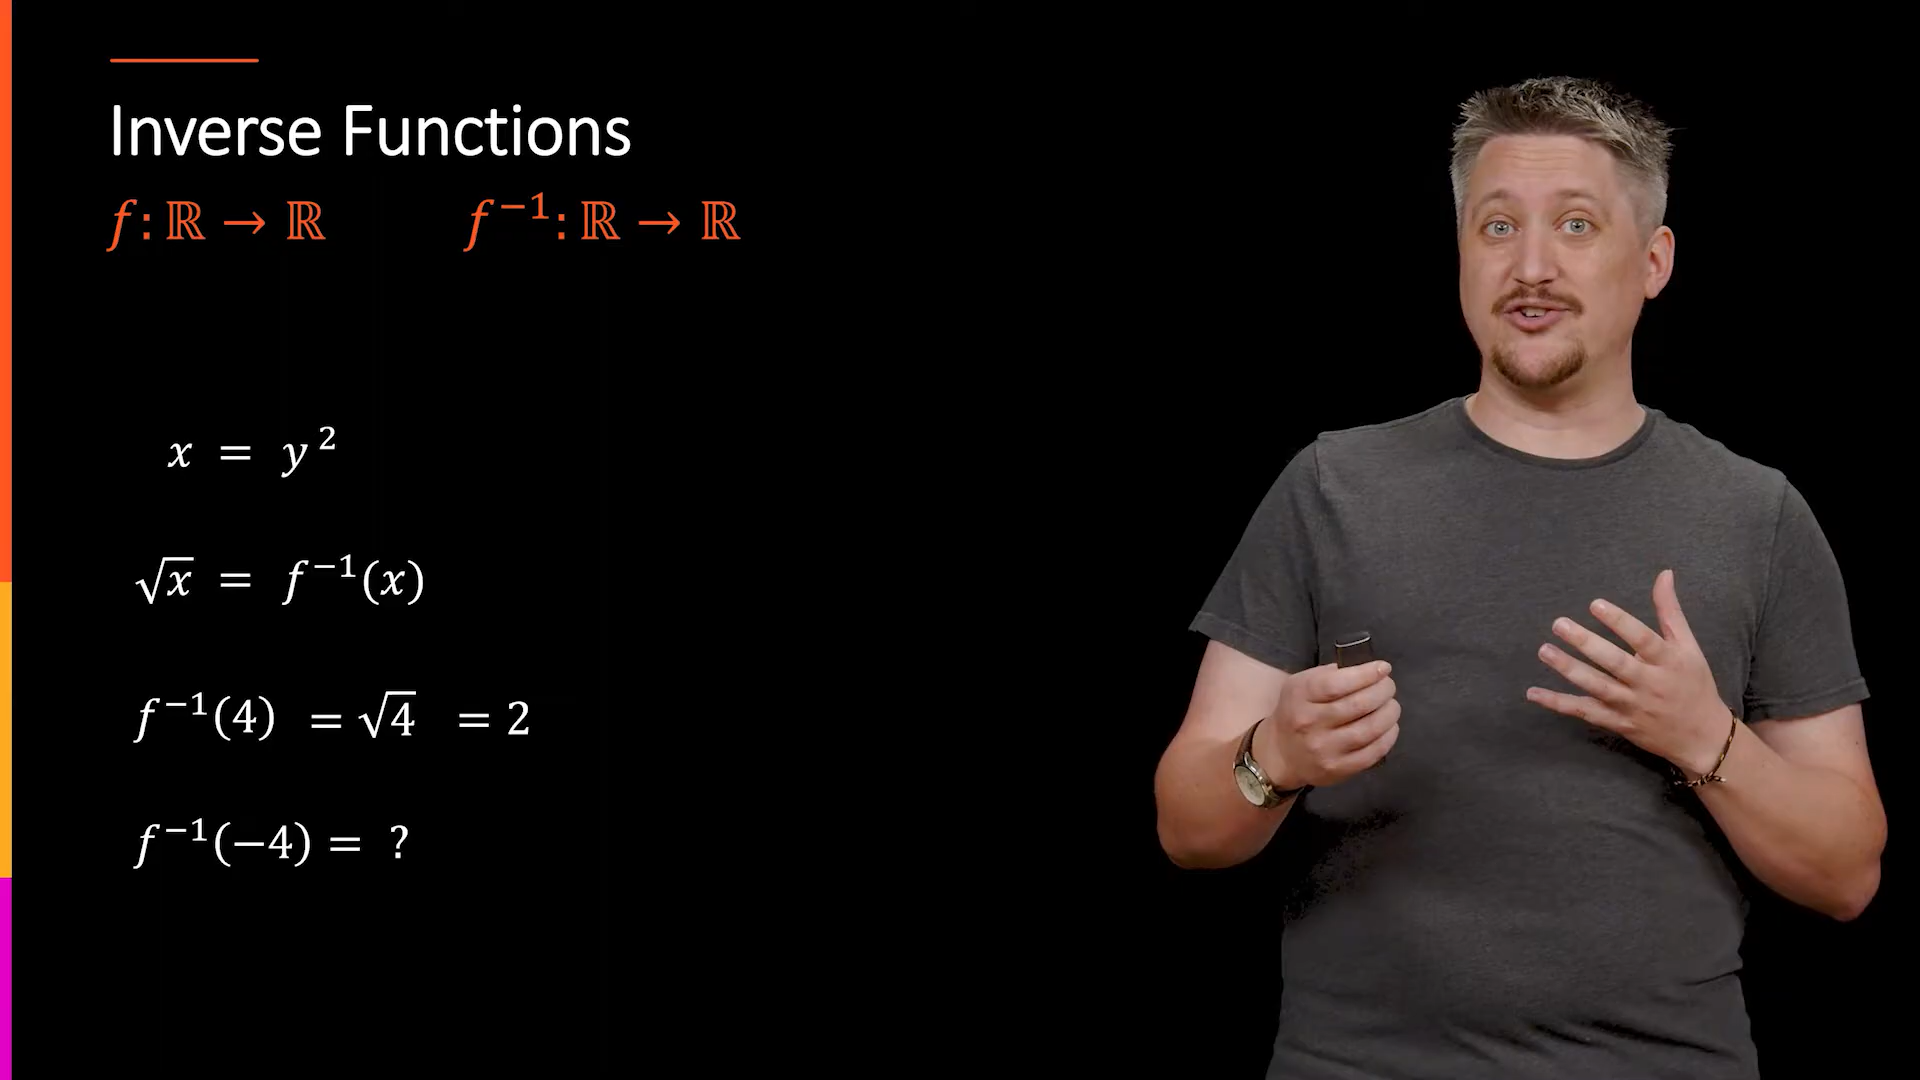 Inverse Functions
f: ℝ → ℝ f⁻¹: ℝ → ℝ
x = y²
√x = f⁻¹(x)
f⁻¹(4) = √4 = 2
f⁻¹(−4) = ?